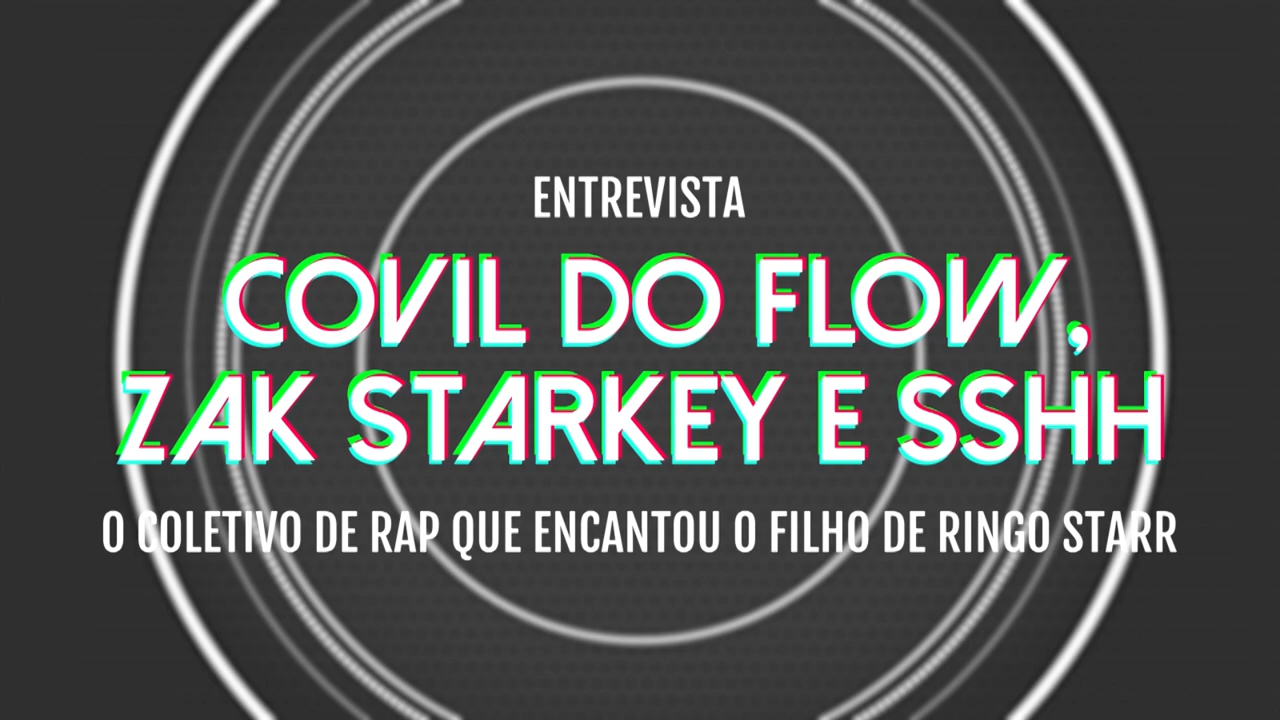 ENTREVISTA
COVIL DO FLOW,
ZAK STARKEY E SSHH
O COLETIVO DE RAP QUE ENCANTOU O FILHO DE RINGO STARR